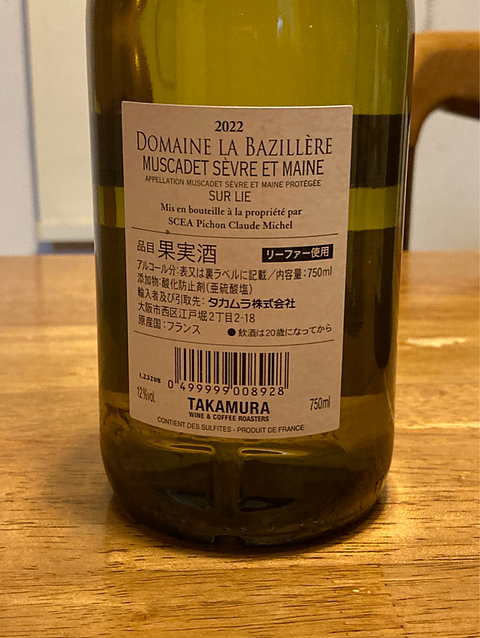 2022
DOMAINE LA BAZILLÈRE
MUSCADET SÈVRE ET MAINE
APPELLATION MUSCADET SÈVRE ET MAINE PROTÉGÉE
SUR LIE
Mis en bouteille à la propriété par
SCEA Pichon Claude Michel
品目 果実酒 リーファー使用
アルコール分:表又は裏ラベルに記載/内容量:750ml
添加物:酸化防止剤(亜硫酸塩)
輸入者及び引取先:タカムラ株式会社
大阪市西区江戸堀2丁目2-18
原産国:フランス ●飲酒は20歳になってから
L2320S
0 499999 008928
12%vol. TAKAMURA 750ml
WINE & COFFEE ROASTERS
CONTIENT DES SULFITES - PRODUIT DE FRANCE